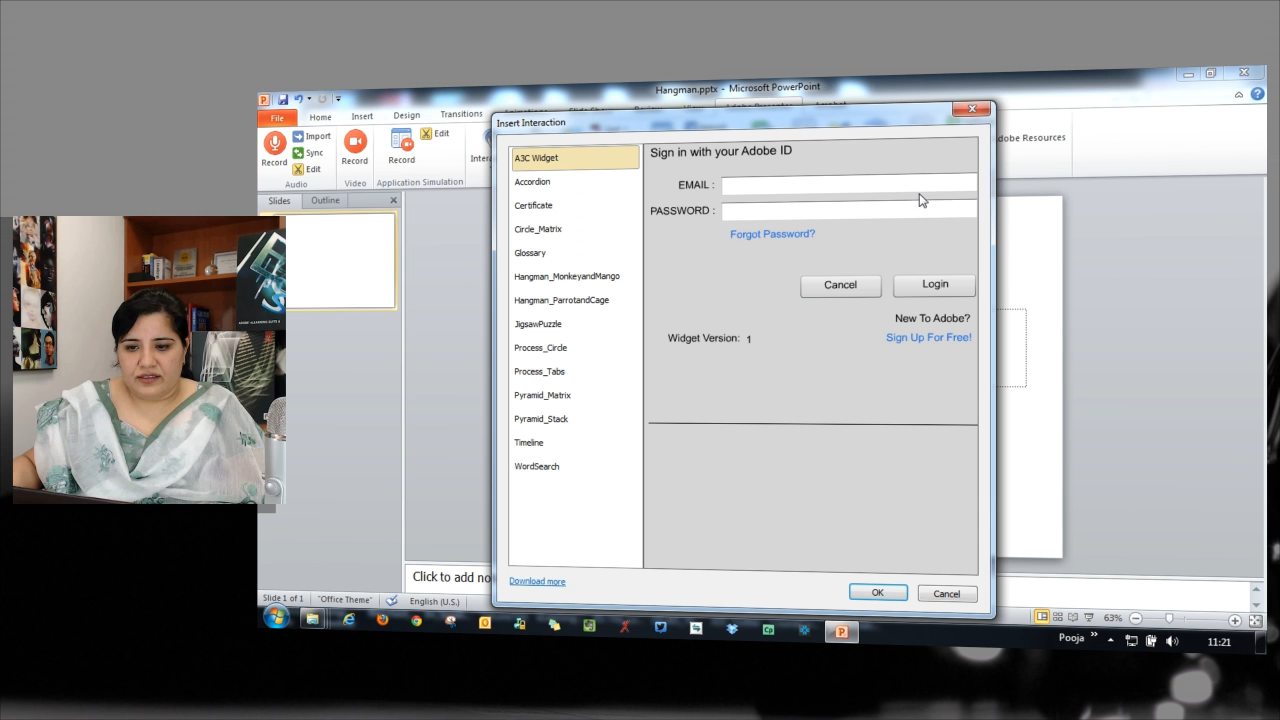 Hangman.pptx - Microsoft PowerPoint
File
Home
Insert
Design
Transitions
Record
Import
Sync
Edit
Audio
Record
Video
Record
Edit
Application Simulation
Adobe Resources
Slides
Outline
Insert Interaction
A3C Widget
Accordion
Certificate
Circle_Matrix
Glossary
Hangman_MonkeyandMango
Hangman_ParrotandCage
JigsawPuzzle
Process_Circle
Process_Tabs
Pyramid_Matrix
Pyramid_Stack
Timeline
WordSearch
Sign in with your Adobe ID
EMAIL :
PASSWORD :
Forgot Password?
Cancel
Login
New To Adobe?
Widget Version: 1
Sign Up For Free!
Download more
OK
Cancel
Click to add no
Slide 1 of 1
"Office Theme"
English (U.S.)
63%
Pooja
11:21